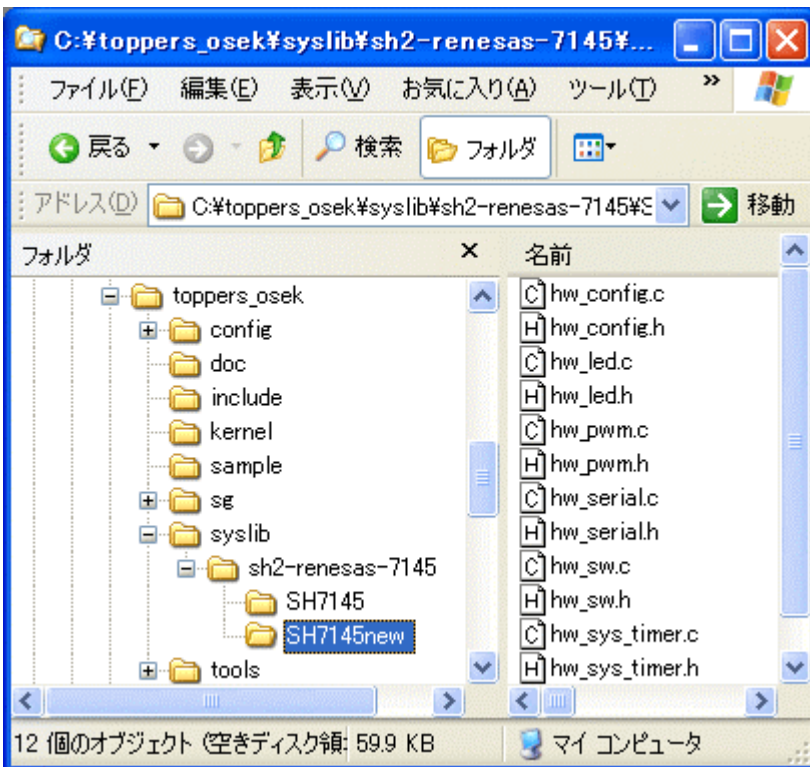 C:¥toppers_osek¥syslib¥sh2-renesas-7145¥...
ファイル(F) 編集(E) 表示(V) お気に入り(A) ツール(T) »
戻る 検索 フォルダ
アドレス(D) C:¥toppers_osek¥syslib¥sh2-renesas-7145¥S 移動
フォルダ × 名前
toppers_osek
config
doc
include
kernel
sample
sg
syslib
sh2-renesas-7145
SH7145
SH7145new
tools
hw_config.c
hw_config.h
hw_led.c
hw_led.h
hw_pwm.c
hw_pwm.h
hw_serial.c
hw_serial.h
hw_sw.c
hw_sw.h
hw_sys_timer.c
hw_sys_timer.h
12 個のオブジェクト (空きディスク領: 59.9 KB マイ コンピュータ